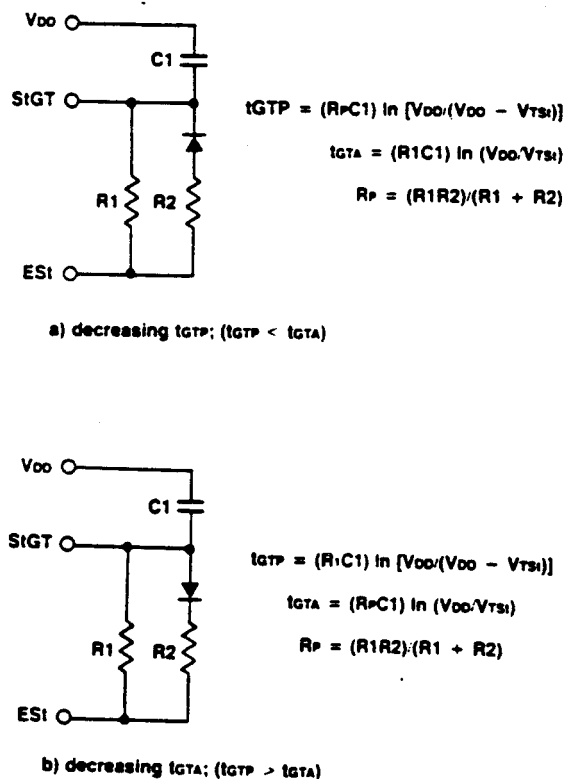 VDD
C1
StGT
tGTP = (RPC1) ln [VDD/(VDD – VTSt)]
tGTA = (R1C1) ln (VDD/VTSt)
R1 R2
RP = (R1R2)/(R1 + R2)
ESt
a) decreasing tGTP; (tGTP < tGTA)
VDD
C1
StGT
tGTP = (R1C1) ln [VDD/(VDD – VTSt)]
tGTA = (RPC1) ln (VDD/VTSt)
R1 R2
RP = (R1R2)/(R1 + R2)
ESt
b) decreasing tGTA; (tGTP > tGTA)